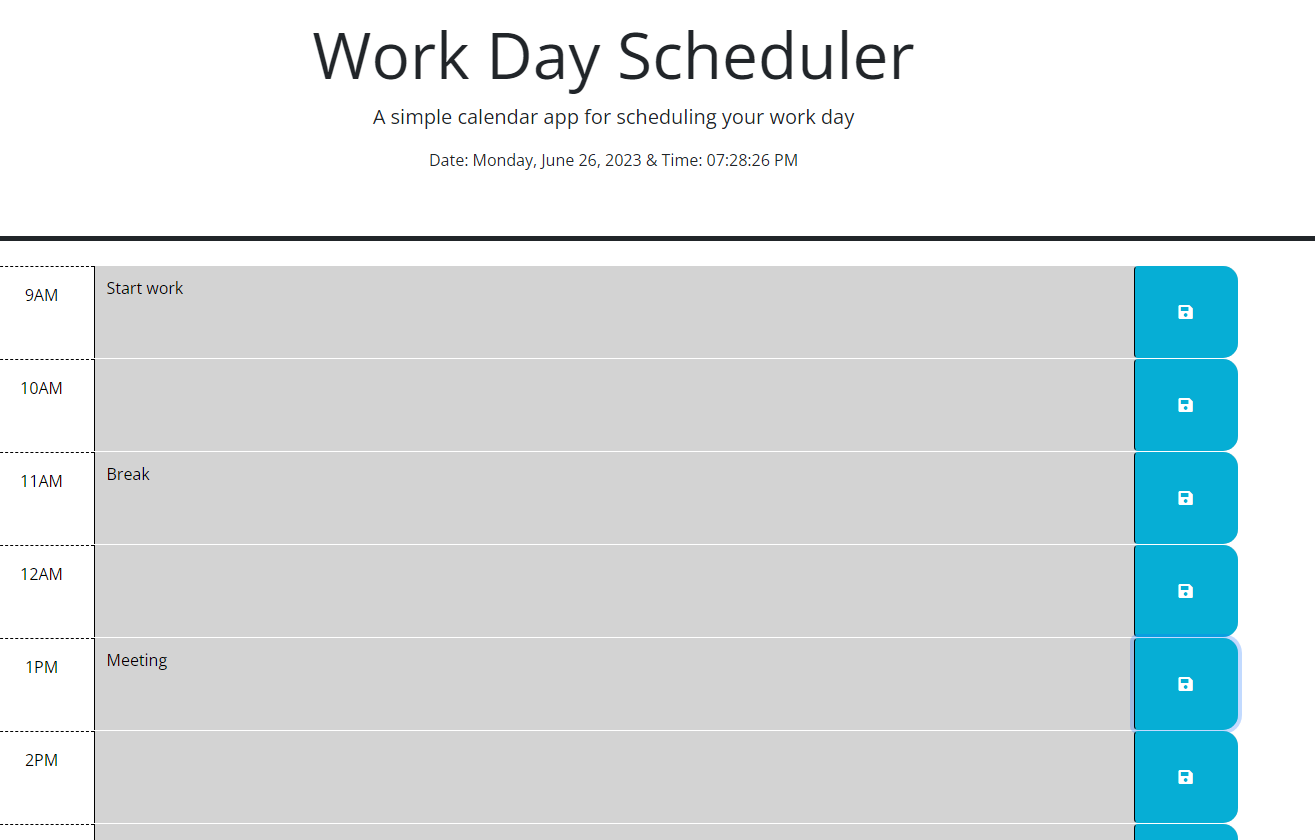 Work Day Scheduler
A simple calendar app for scheduling your work day
Date: Monday, June 26, 2023 & Time: 07:28:26 PM
9AM
Start work
10AM
11AM
Break
12AM
1PM
Meeting
2PM